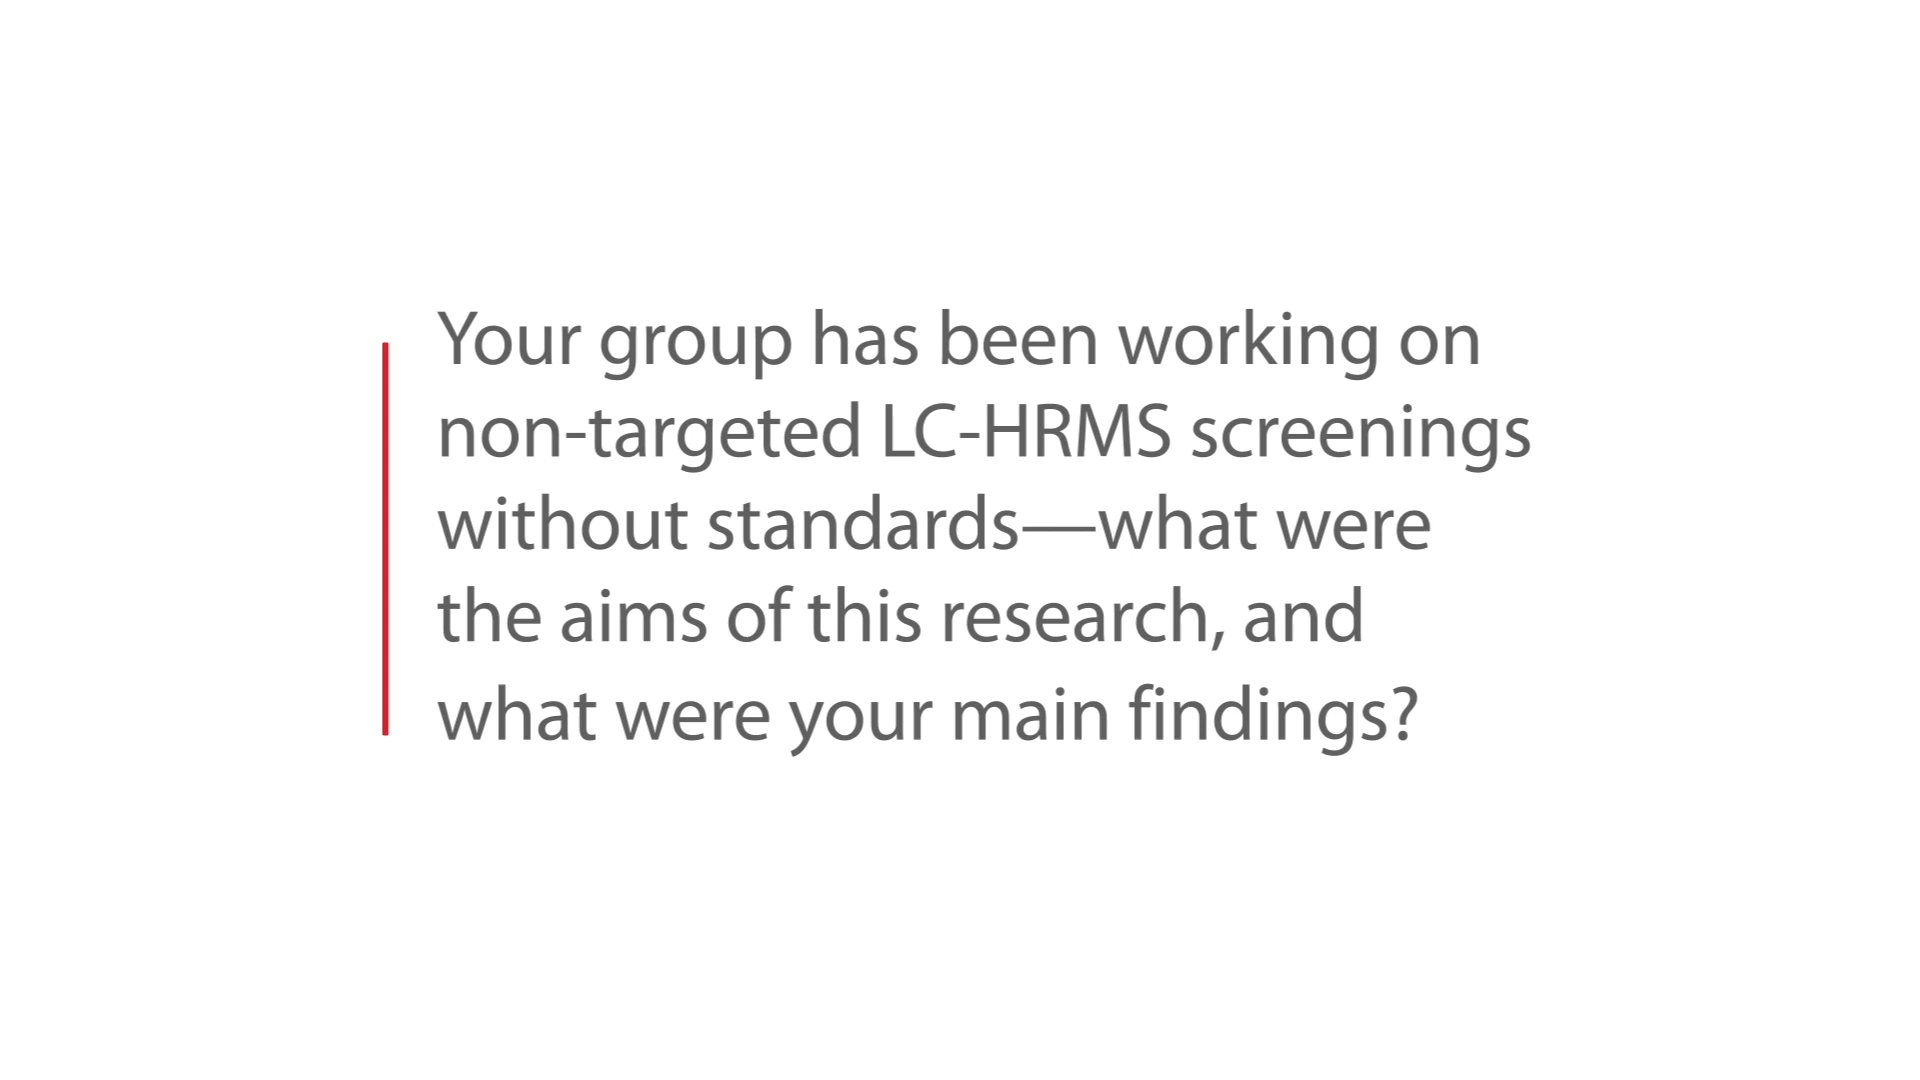 Your group has been working on
non-targeted LC-HRMS screenings
without standards—what were
the aims of this research, and
what were your main findings?